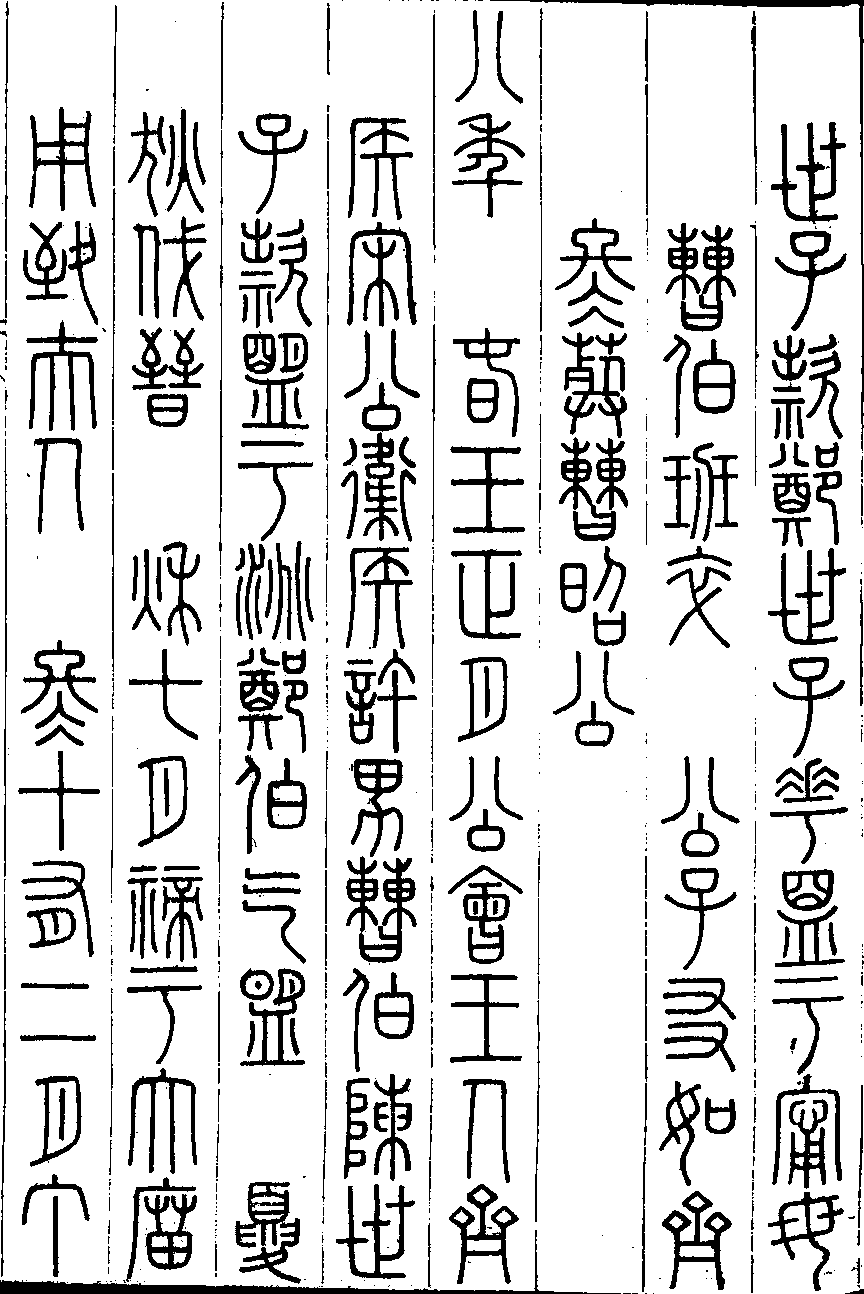 世子款鄭世子華盟于甯母
曹伯班卒 公子友如齊
冬葬曹昭公
八年 春王正月公會王人齊
侯宋公衛侯許男曹伯陳世
子款盟于洮鄭伯乞盟 夏
狄伐晉 秋七月禘于大廟
用致夫人 冬十有二月丁